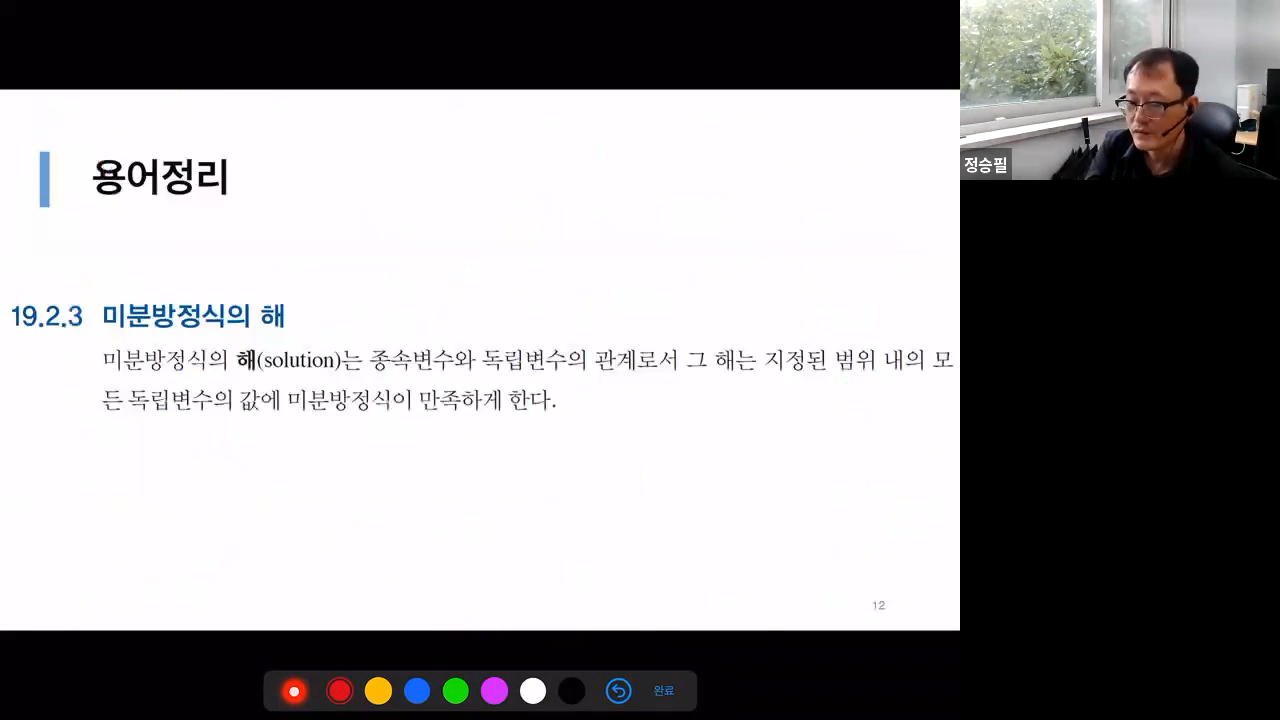 용어정리
19.2.3 미분방정식의 해
미분방정식의 해(solution)는 종속변수와 독립변수의 관계로서 그 해는 지정된 범위 내의 모
든 독립변수의 값에 미분방정식이 만족하게 한다.
12
정승필
완료